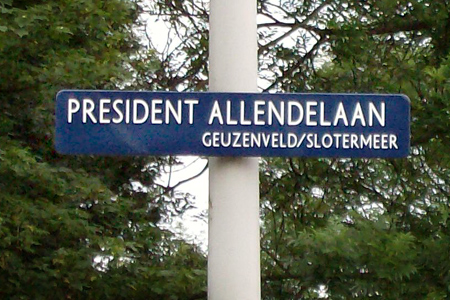 PRESIDENT ALLENDELAAN
GEUZENVELD/SLOTERMEER